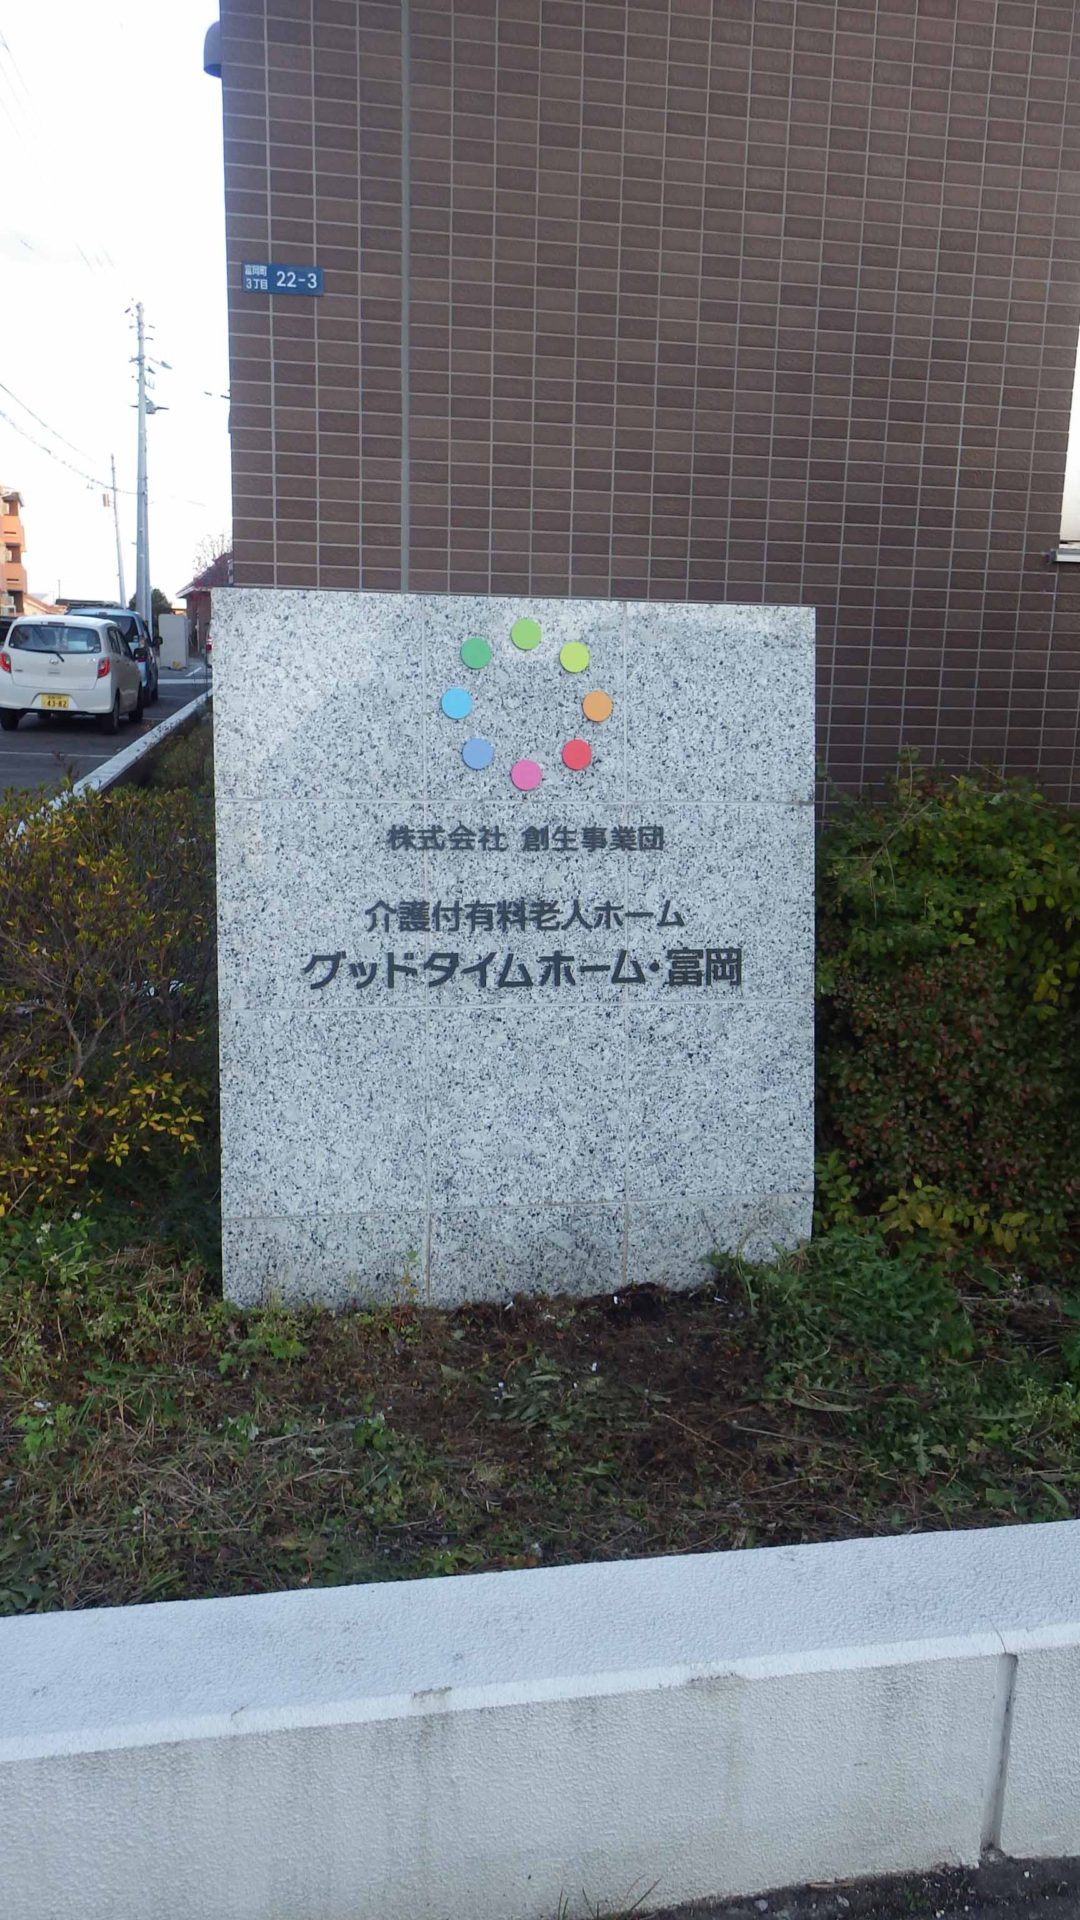 富岡町
3丁目 22-3
株式会社 創生事業団
介護付有料老人ホーム
グッドタイムホーム・富岡
43-82